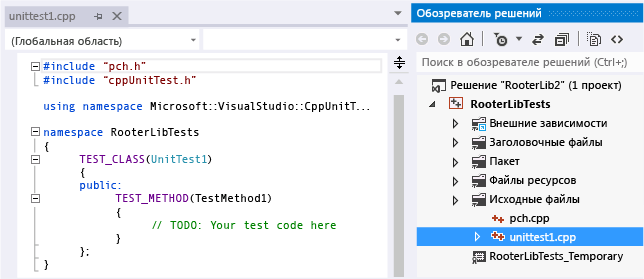 unittest1.cpp
(Глобальная область)
#include "pch.h"
#include "cppUnitTest.h"
using namespace Microsoft::VisualStudio::CppUnitT...
namespace RooterLibTests
{
TEST_CLASS(UnitTest1)
{
public:
TEST_METHOD(TestMethod1)
{
// TODO: Your test code here
}
};
}
Обозреватель решений
Поиск в обозревателе решений (Ctrl+;)
Решение "RooterLib2" (1 проект)
RooterLibTests
Внешние зависимости
Заголовочные файлы
Пакет
Файлы ресурсов
Исходные файлы
pch.cpp
unittest1.cpp
RooterLibTests_Temporary